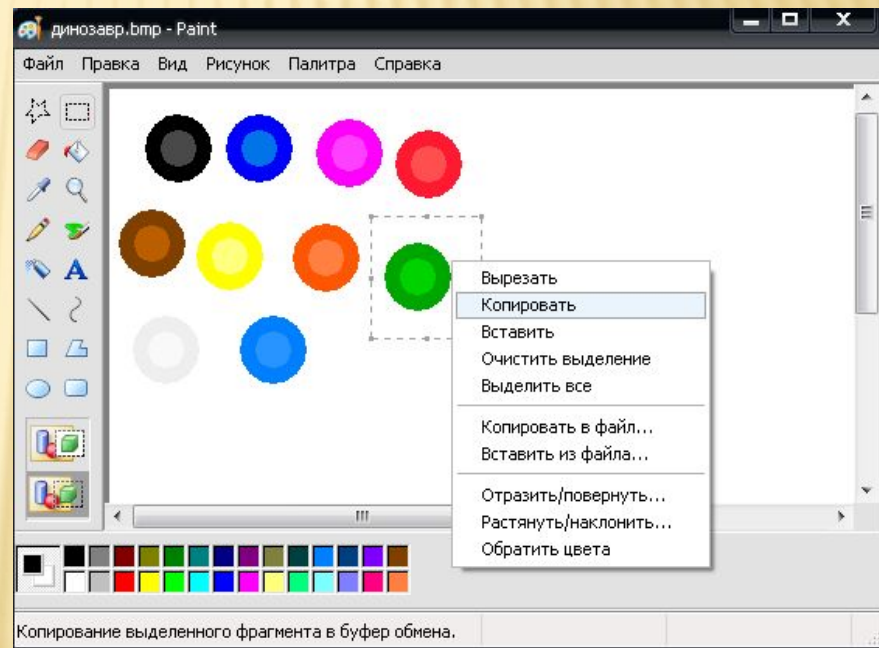 динозавр.bmp - Paint
Файл Правка Вид Рисунок Палитра Справка
A
Вырезать
Копировать
Вставить
Очистить выделение
Выделить все
Копировать в файл...
Вставить из файла...
Отразить/повернуть...
Растянуть/наклонить...
Обратить цвета
Копирование выделенного фрагмента в буфер обмена.